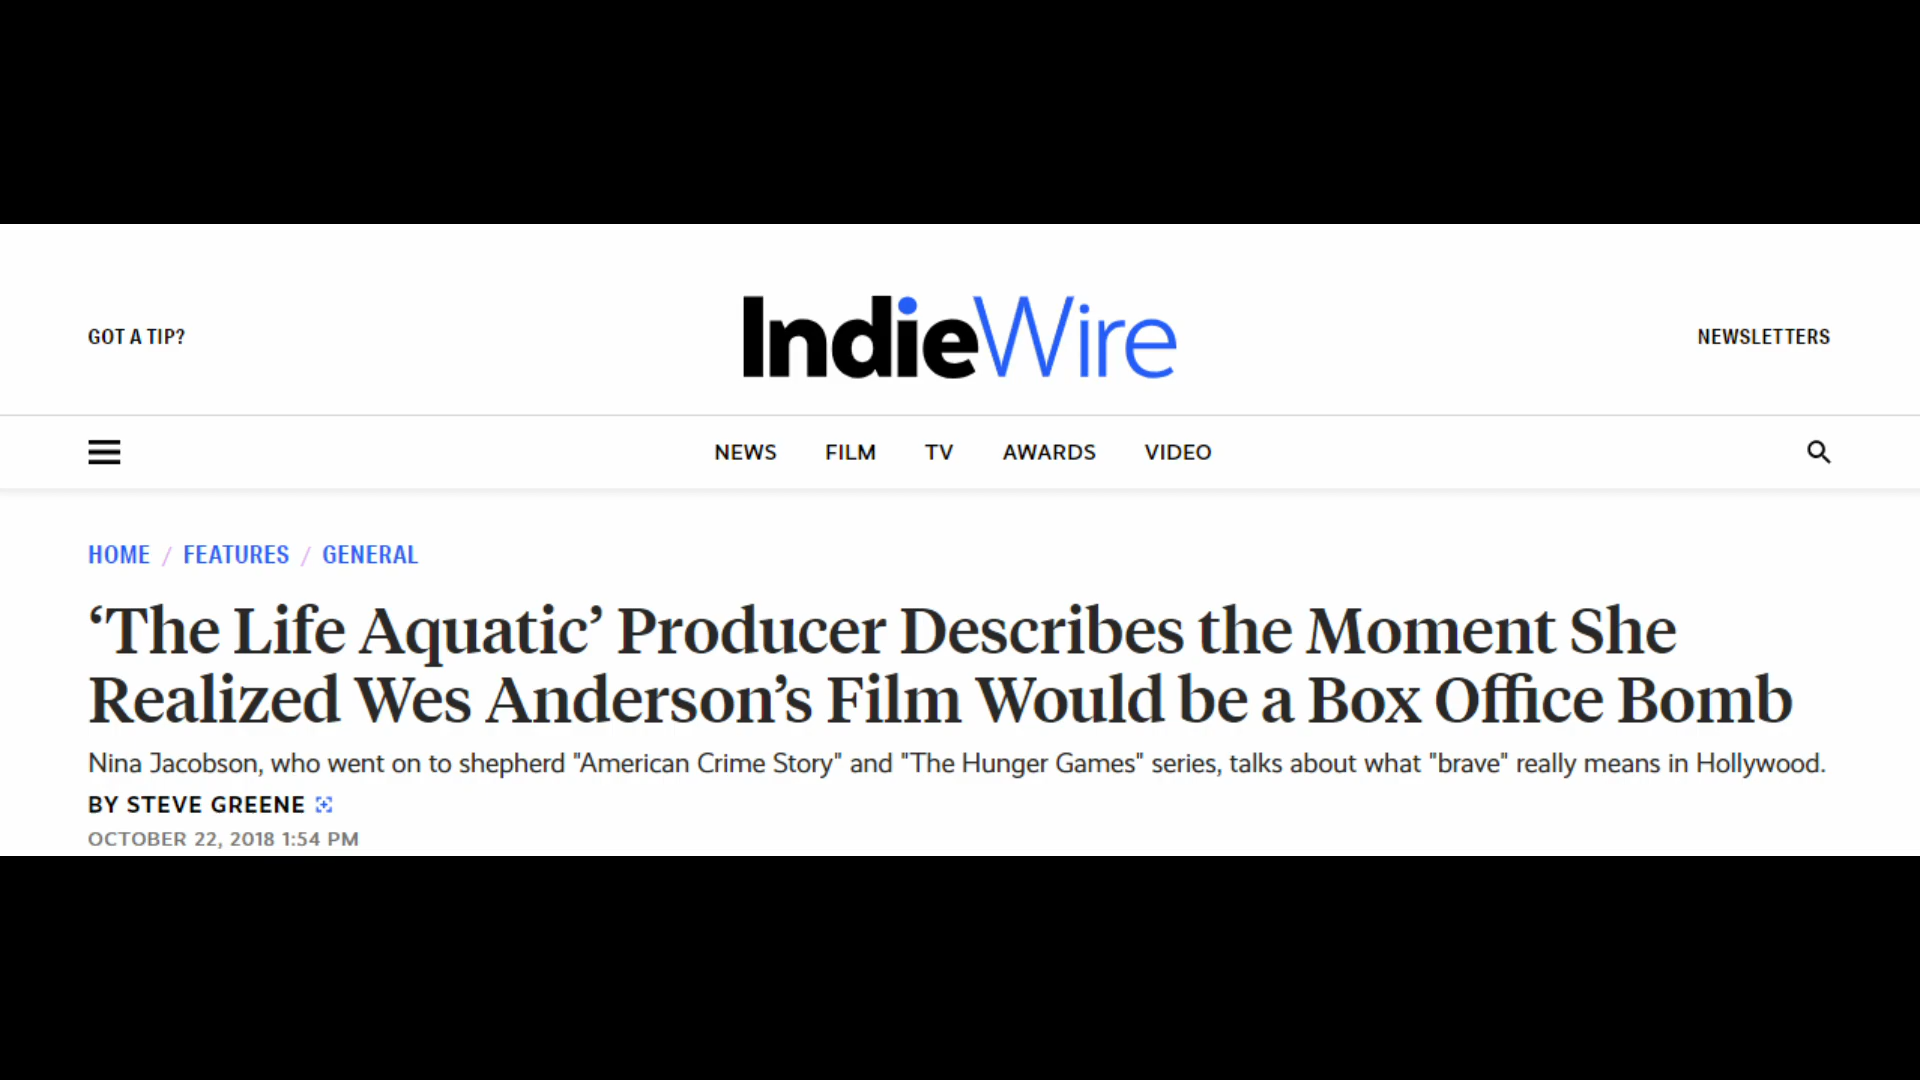 GOT A TIP?
IndieWire
NEWSLETTERS
NEWS FILM TV AWARDS VIDEO
HOME / FEATURES / GENERAL
‘The Life Aquatic’ Producer Describes the Moment She
Realized Wes Anderson’s Film Would be a Box Office Bomb
Nina Jacobson, who went on to shepherd "American Crime Story" and "The Hunger Games" series, talks about what "brave" really means in Hollywood.
BY STEVE GREENE
OCTOBER 22, 2018 1:54 PM